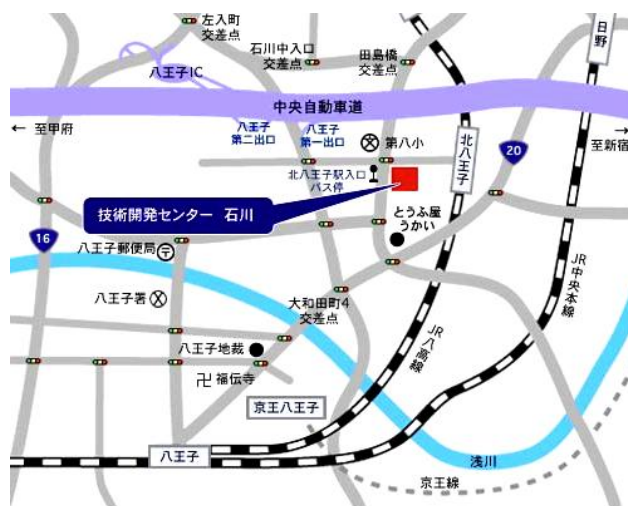 左入町
交差点
石川中入口
交差点
田島橋
交差点
日野
八王子IC
中央自動車道
← 至甲府
八王子
第二出口
八王子
第一出口
第八小
北八王子
20
→
至新宿
北八王子駅入口
バス停
技術開発センター 石川
とうふ屋
うかい
16
八王子郵便局
〒
八王子署
大和田町4
交差点
JR中央本線
JR八高線
八王子地裁
卍 福伝寺
京王八王子
八王子
浅川
京王線